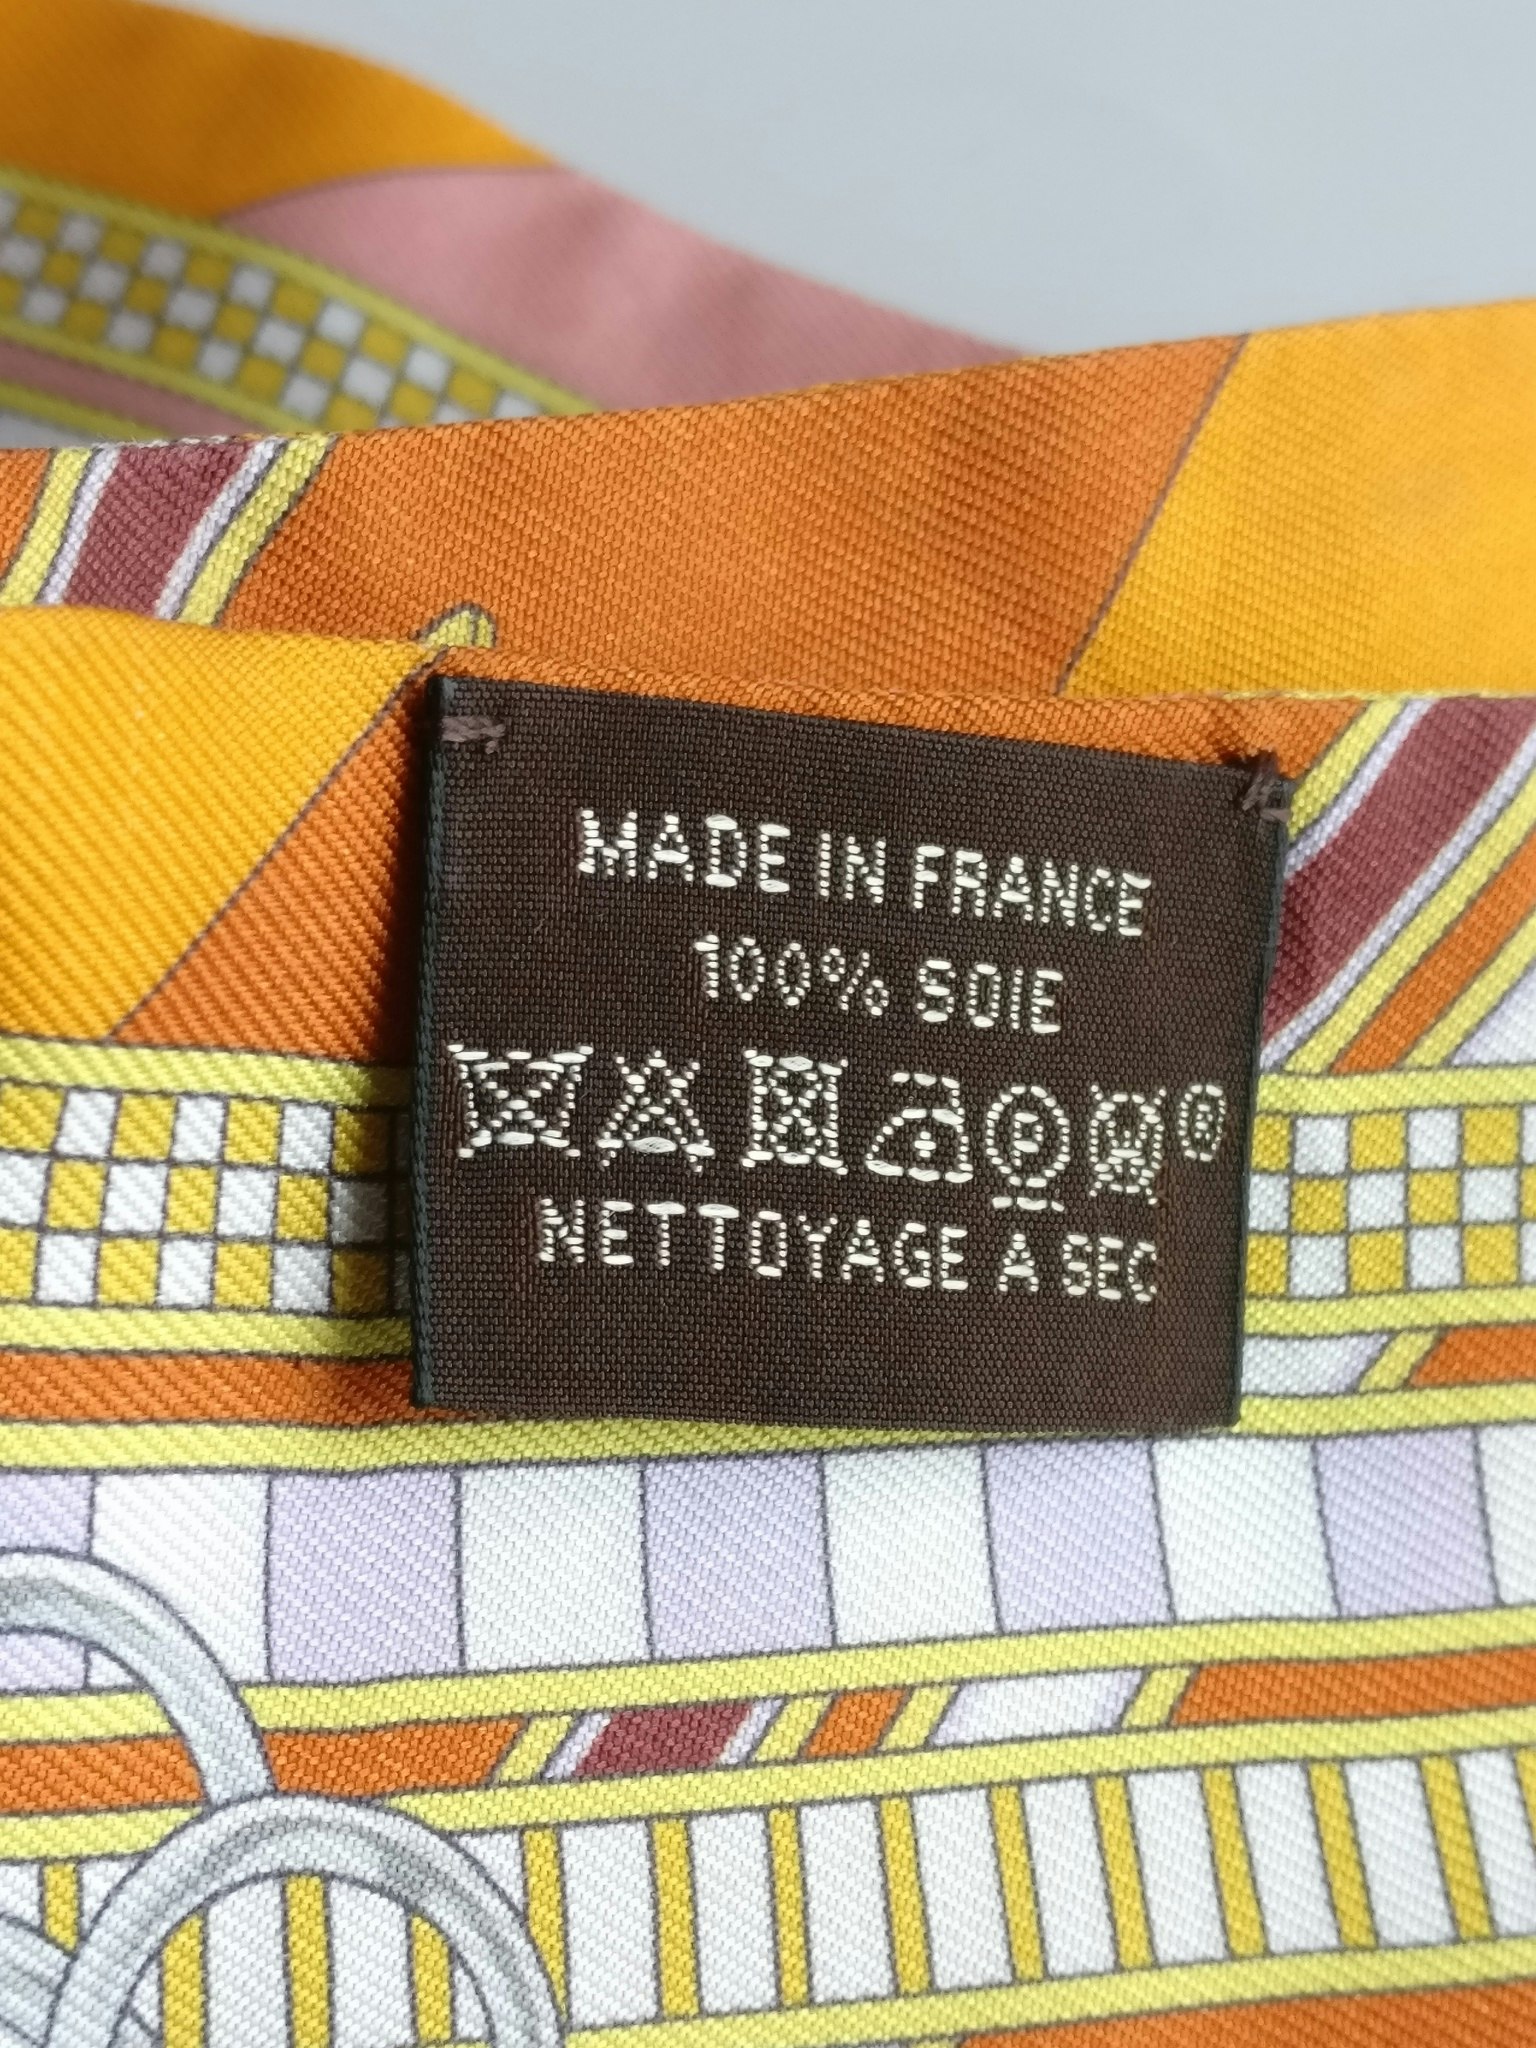 MADE IN FRANCE
100% SOIE
P ®
NETTOYAGE A SEC